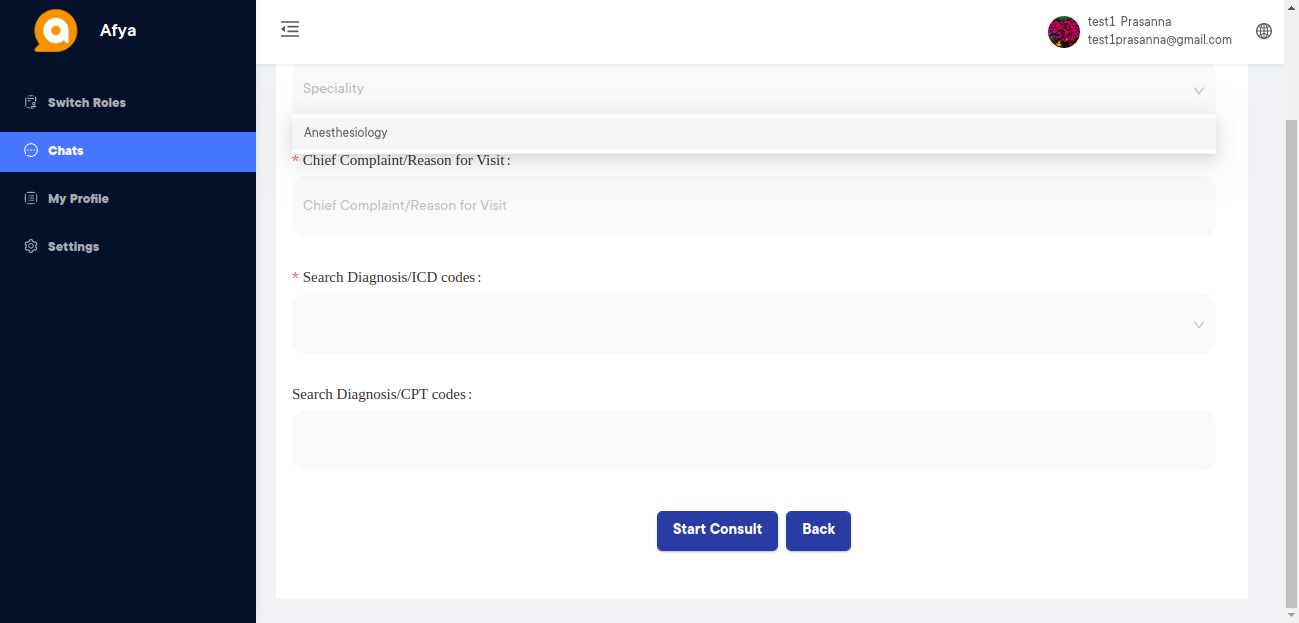 Afya
Switch Roles
Chats
My Profile
Settings
test1 Prasanna
test1prasanna@gmail.com
Speciality
Anesthesiology
* Chief Complaint/Reason for Visit :
Chief Complaint/Reason for Visit
* Search Diagnosis/ICD codes :
Search Diagnosis/CPT codes :
Start Consult
Back